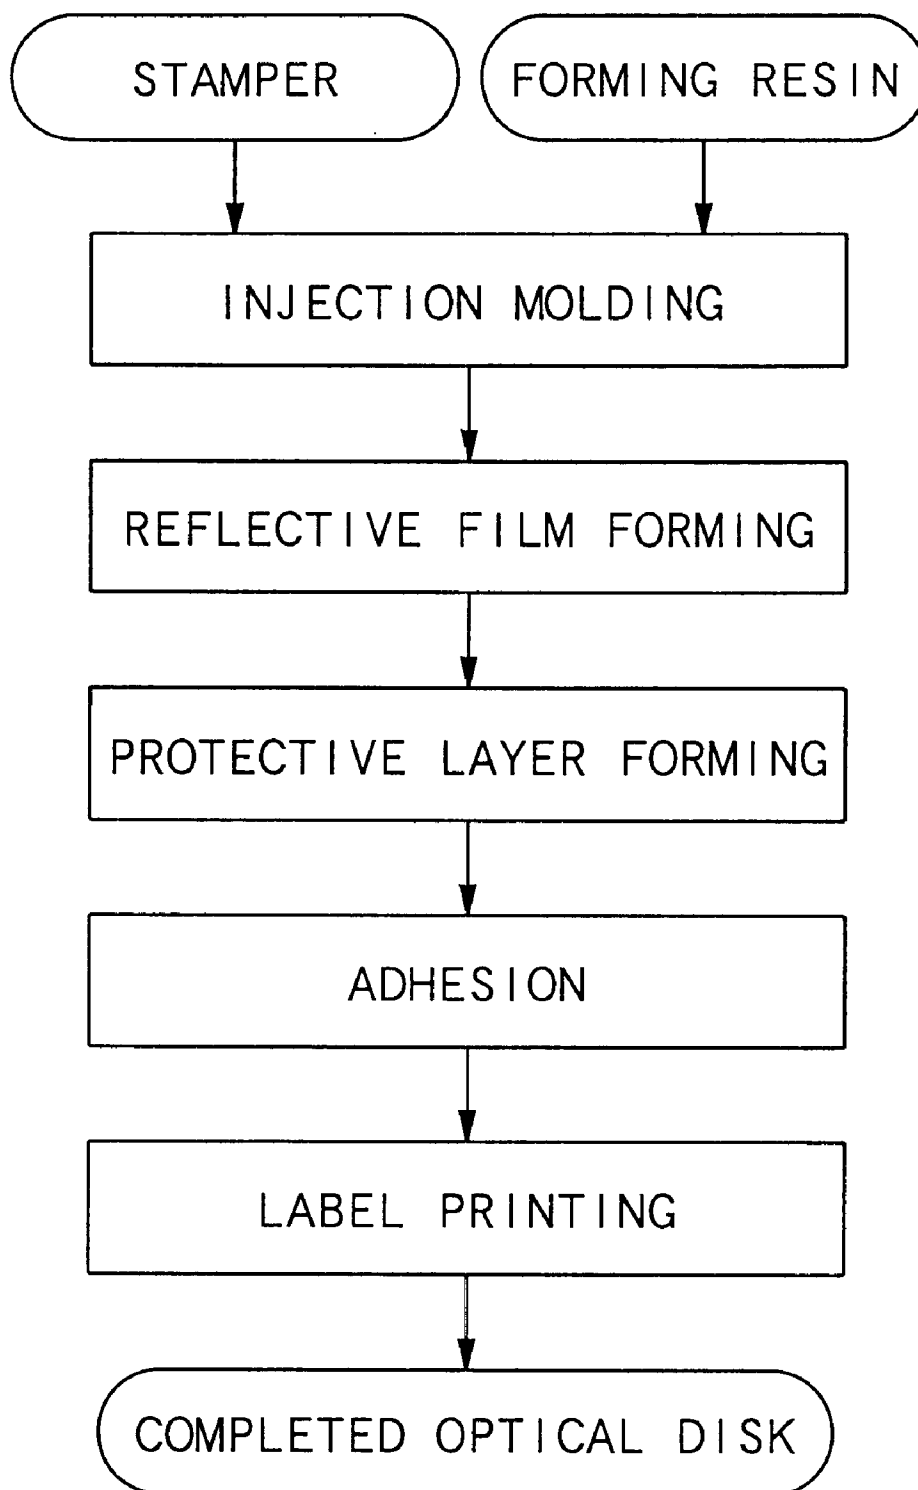 STAMPER
FORMING RESIN
INJECTION MOLDING
REFLECTIVE FILM FORMING
PROTECTIVE LAYER FORMING
ADHESION
LABEL PRINTING
COMPLETED OPTICAL DISK